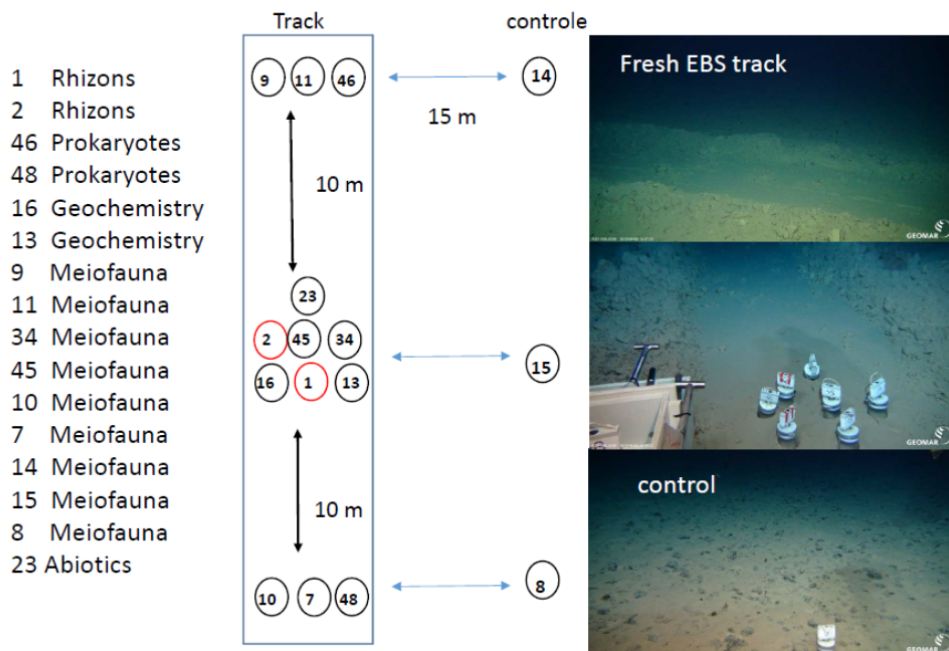 Track
controle
1 Rhizons
2 Rhizons
46 Prokaryotes
48 Prokaryotes
16 Geochemistry
13 Geochemistry
9 Meiofauna
11 Meiofauna
34 Meiofauna
45 Meiofauna
10 Meiofauna
7 Meiofauna
14 Meiofauna
15 Meiofauna
8 Meiofauna
23 Abiotics
9 11 46
14
15 m
10 m
23
2 45 34
15
16 1 13
10 m
10 7 48
8
Fresh EBS track
GEOMAR
GEOMAR
control
GEOMAR